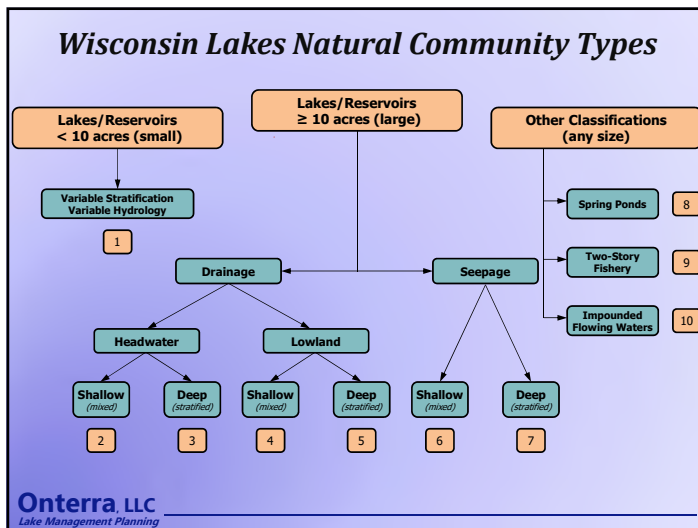 Wisconsin Lakes Natural Community Types
Lakes/Reservoirs
< 10 acres (small)
Lakes/Reservoirs
≥ 10 acres (large)
Other Classifications
(any size)
Variable Stratification
Variable Hydrology
1
Spring Ponds
8
Two-Story
Fishery
9
Impounded
Flowing Waters
10
Drainage
Seepage
Headwater
Lowland
Shallow
(mixed)
Deep
(stratified)
Shallow
(mixed)
Deep
(stratified)
Shallow
(mixed)
Deep
(stratified)
2
3
4
5
6
7
Onterra, LLC
Lake Management Planning